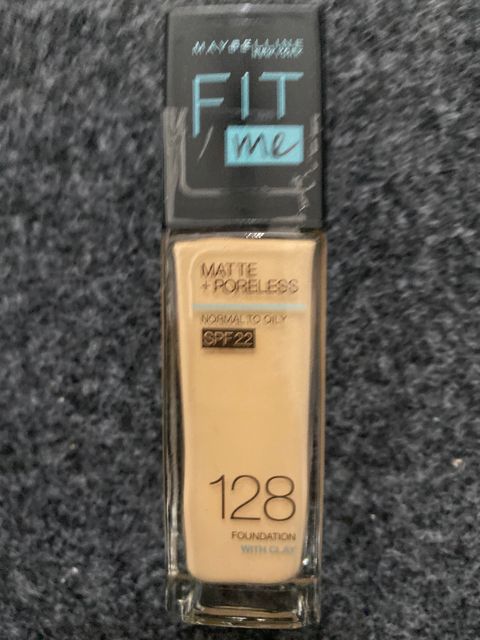 MAYBELLINE
FIT
me
MATTE
+ PORELESS
NORMAL TO OILY
SPF 22
128
FOUNDATION
WITH CLAY